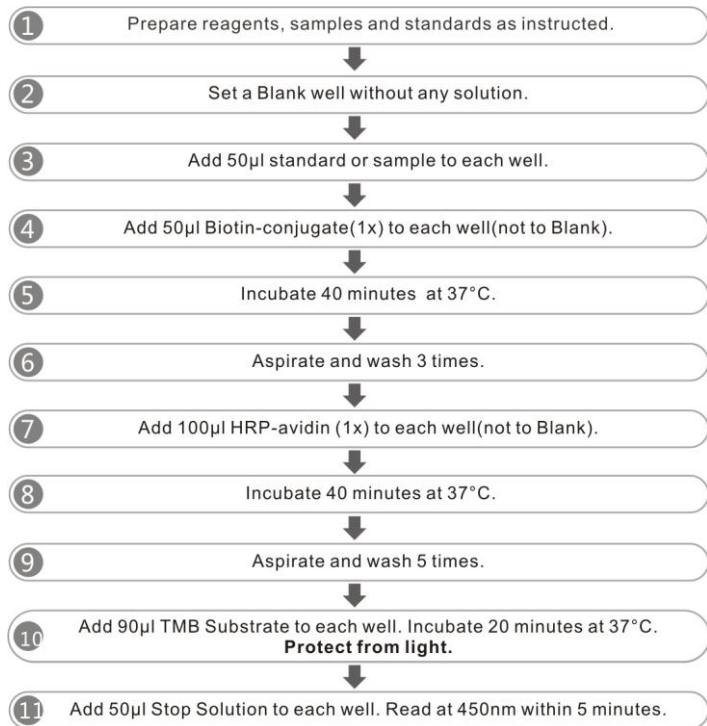 1 Prepare reagents, samples and standards as instructed.
2 Set a Blank well without any solution.
3 Add 50µl standard or sample to each well.
4 Add 50µl Biotin-conjugate(1x) to each well(not to Blank).
5 Incubate 40 minutes at 37°C.
6 Aspirate and wash 3 times.
7 Add 100µl HRP-avidin (1x) to each well(not to Blank).
8 Incubate 40 minutes at 37°C.
9 Aspirate and wash 5 times.
10 Add 90µl TMB Substrate to each well. Incubate 20 minutes at 37°C.
Protect from light.
11 Add 50µl Stop Solution to each well. Read at 450nm within 5 minutes.